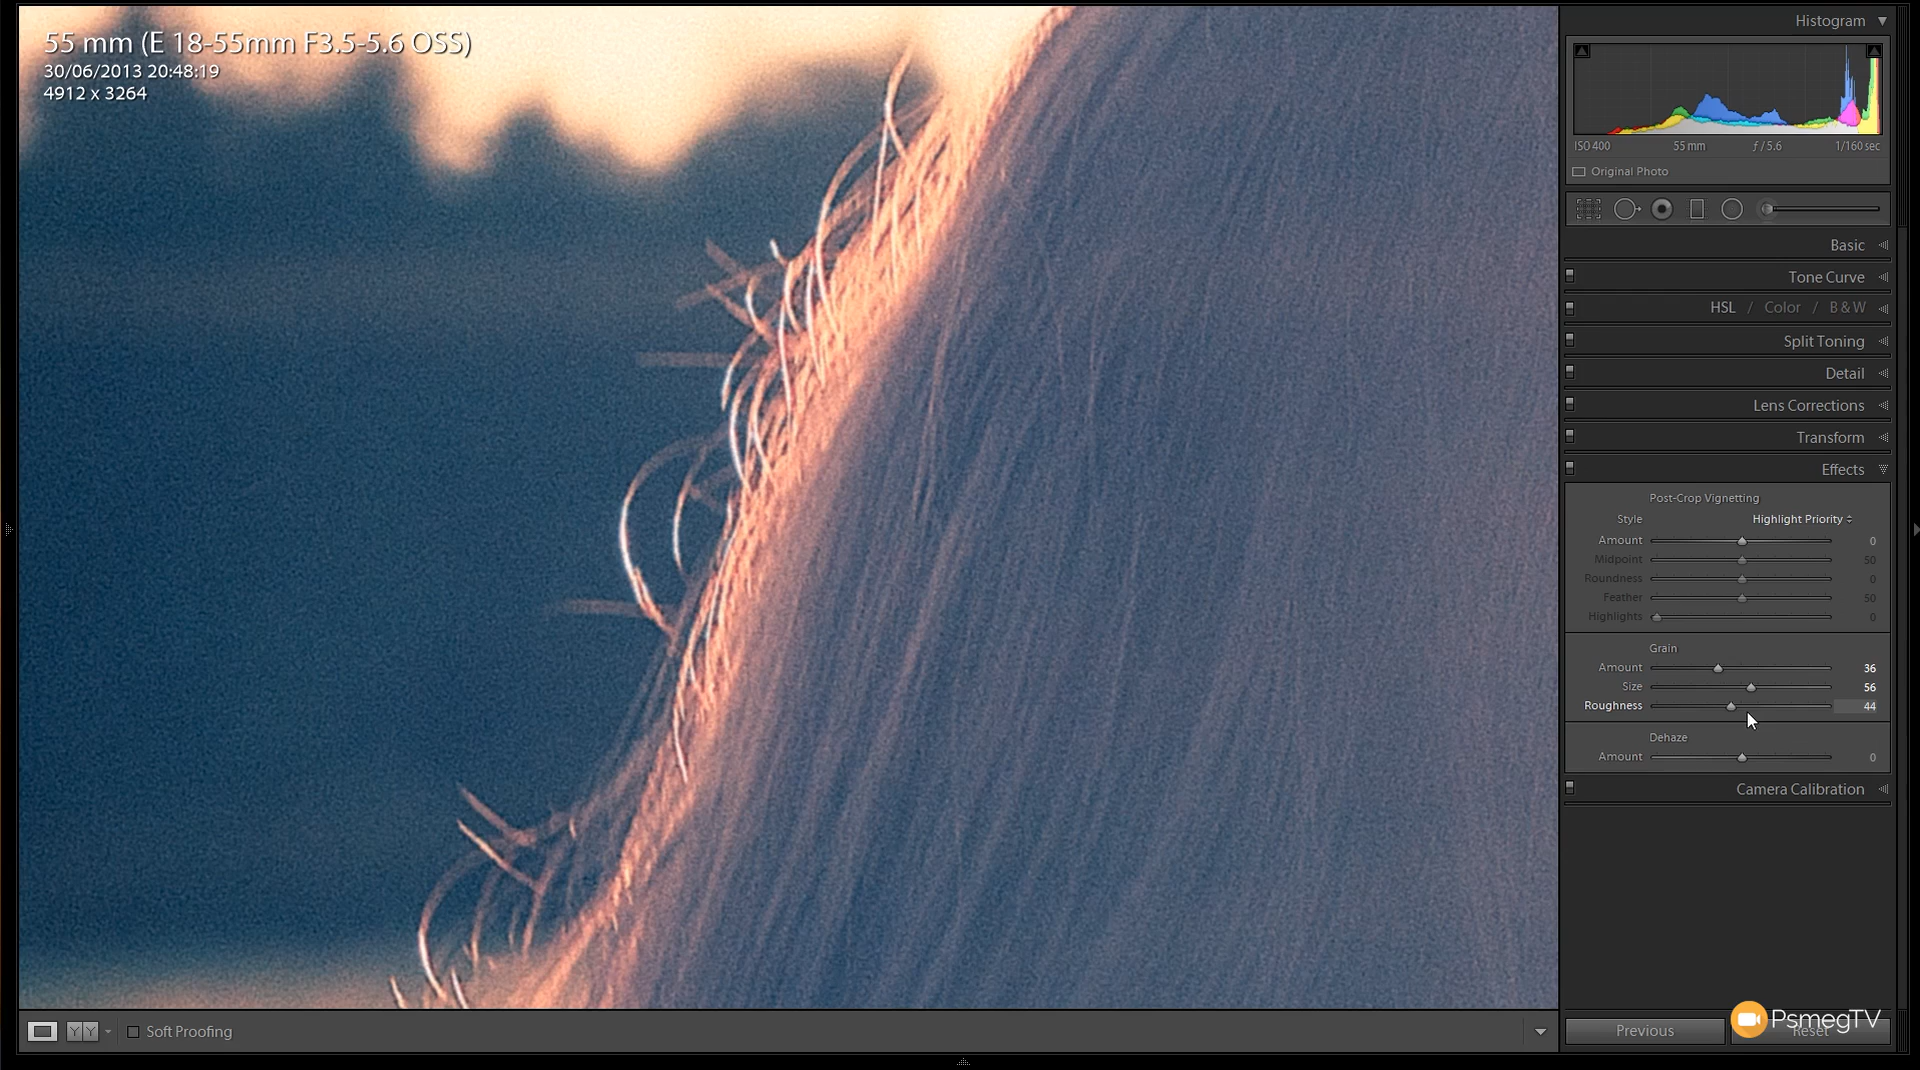 55 mm (E 18-55mm F3.5-5.6 OSS)
30/06/2013 20:48:19
4912 x 3264
Histogram
ISO 400 55 mm ƒ / 5.6 1/160 sec
Original Photo
Basic
Tone Curve
HSL / Color / B & W
Split Toning
Detail
Lens Corrections
Transform
Effects
Post-Crop Vignetting
Style Highlight Priority
Amount 0
Midpoint 50
Roundness 0
Feather 50
Highlights 0
Grain
Amount 36
Size 56
Roughness 44
Dehaze
Amount 0
Camera Calibration
Y Y Soft Proofing
Previous Reset
PsmegTV